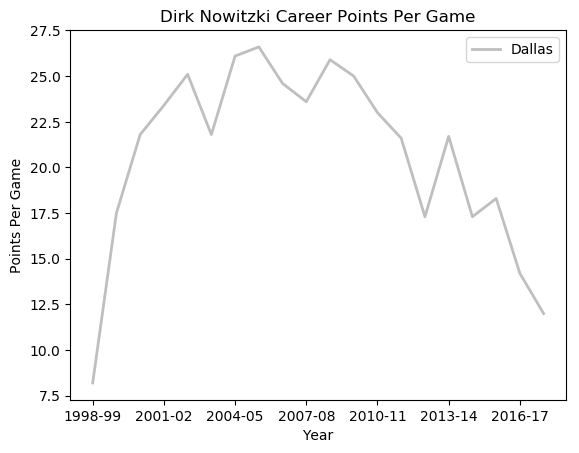 Dirk Nowitzki Career Points Per Game
Dallas
Points Per Game
27.5
25.0
22.5
20.0
17.5
15.0
12.5
10.0
7.5
1998-99 2001-02 2004-05 2007-08 2010-11 2013-14 2016-17
Year